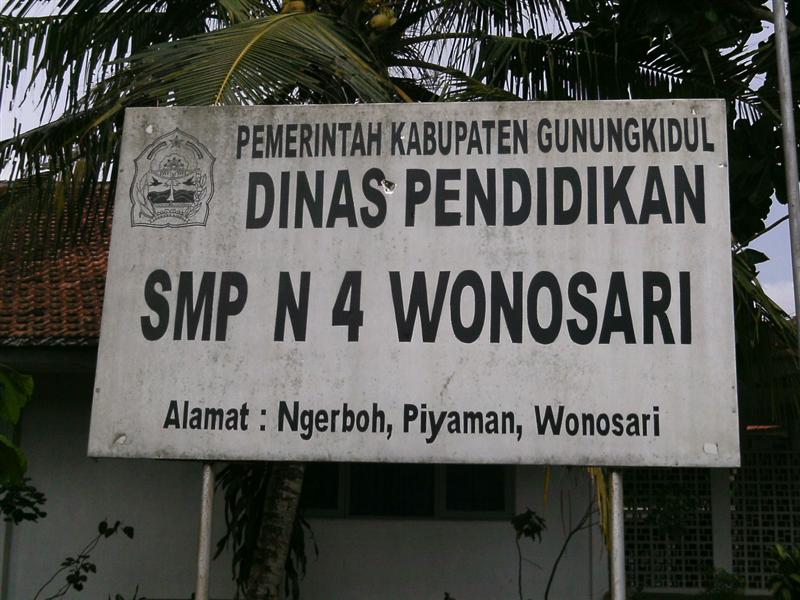 PEMERINTAH KABUPATEN GUNUNGKIDUL
DINAS PENDIDIKAN
SMP N 4 WONOSARI
Alamat : Ngerboh, Piyaman, Wonosari